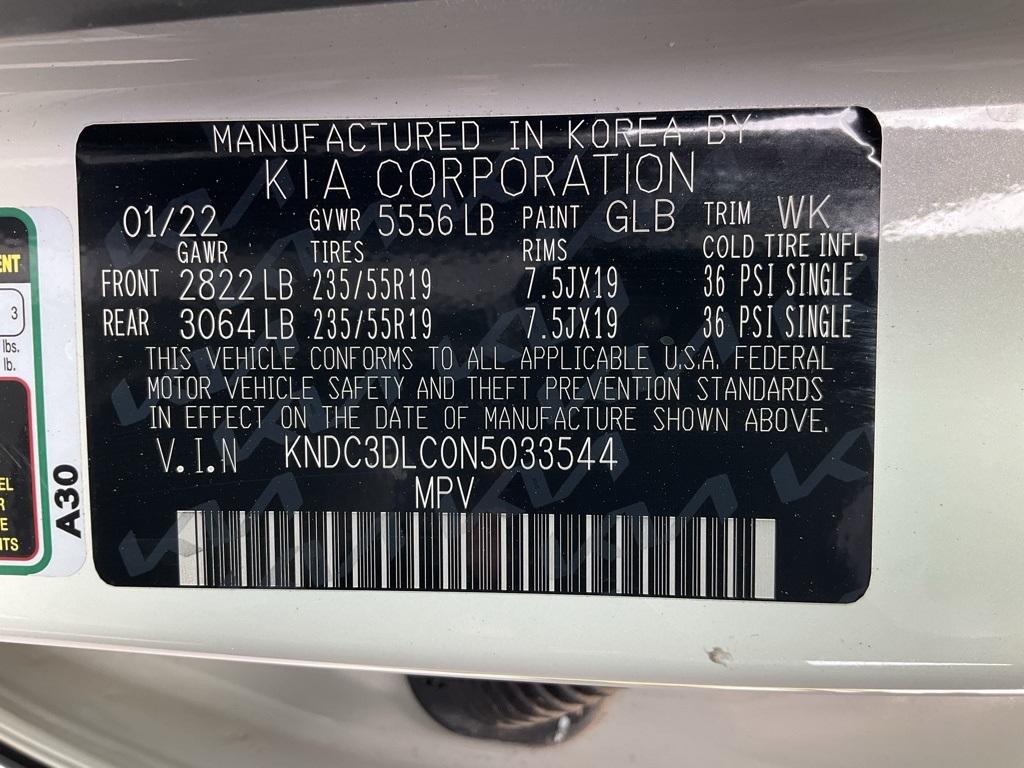 MANUFACTURED IN KOREA BY
KIA CORPORATION
01/22 GVWR 5556 LB PAINT GLB TRIM WK
GAWR TIRES RIMS COLD TIRE INFL
FRONT 2822 LB 235/55R19 7.5JX19 36 PSI SINGLE
REAR 3064 LB 235/55R19 7.5JX19 36 PSI SINGLE
THIS VEHICLE CONFORMS TO ALL APPLICABLE U.S.A. FEDERAL
MOTOR VEHICLE SAFETY AND THEFT PREVENTION STANDARDS
IN EFFECT ON THE DATE OF MANUFACTURE SHOWN ABOVE.
V.I.N KNDC3DLC0N5033544
MPV
A30
3
lbs.
lb.